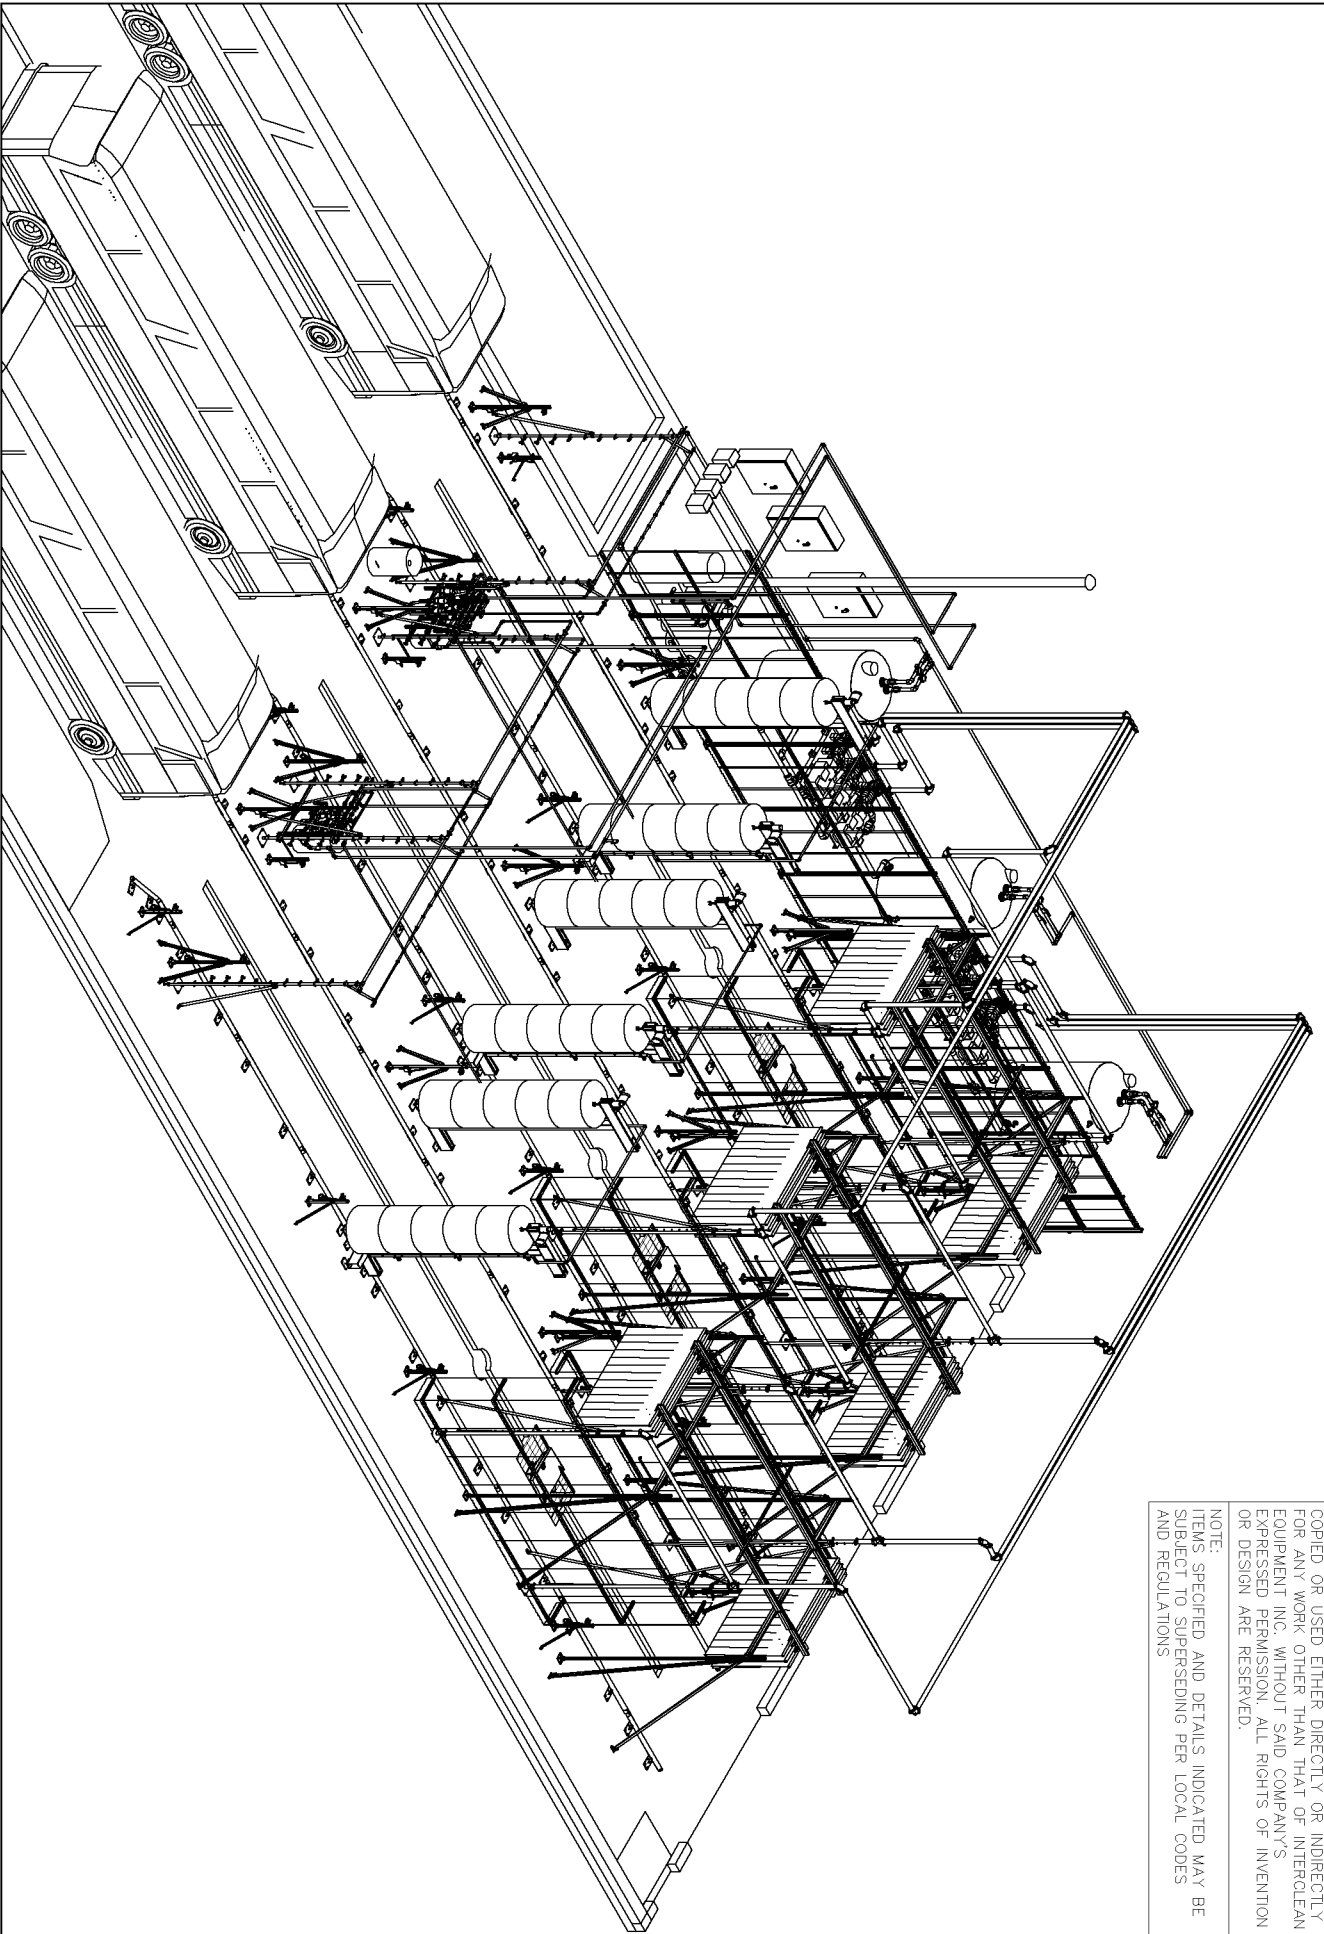 COPIED OR USED EITHER DIRECTLY OR INDIRECTLY
FOR ANY WORK OTHER THAN THAT OF INTERCLEAN
EQUIPMENT INC. WITHOUT SAID COMPANY'S
EXPRESSED PERMISSION. ALL RIGHTS OF INVENTION
OR DESIGN ARE RESERVED.
NOTE:
ITEMS SPECIFIED AND DETAILS INDICATED MAY BE
SUBJECT TO SUPERSEDING PER LOCAL CODES
AND REGULATIONS